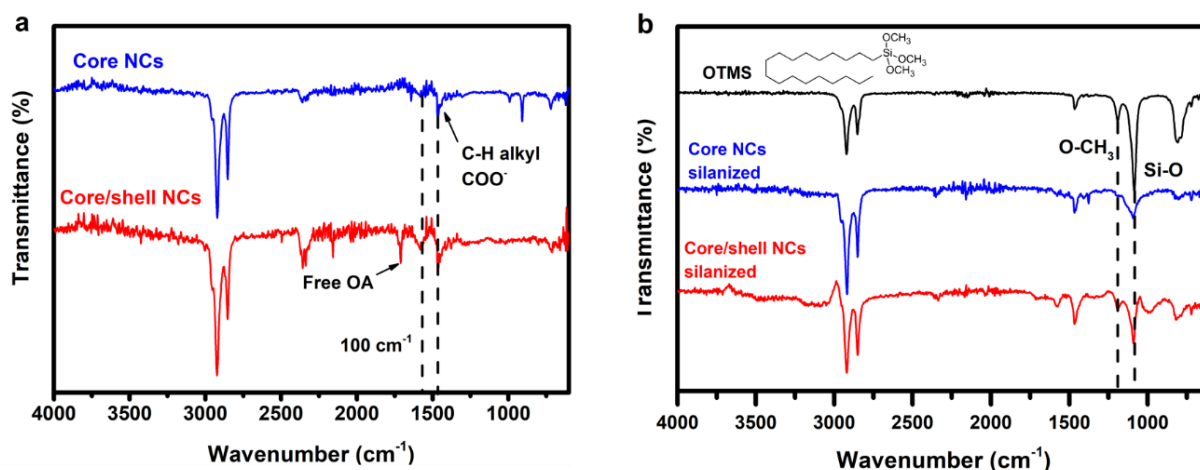 a
Core NCs
C-H alkyl
COO⁻
Core/shell NCs
Free OA
100 cm⁻¹
Transmittance (%)
4000 3500 3000 2500 2000 1500 1000
Wavenumber (cm⁻¹)
b
OTMS
OCH₃
Si-OCH₃
OCH₃
Core NCs
silanized
O-CH₃
Si-O
Core/shell NCs
silanized
Transmittance (%)
4000 3500 3000 2500 2000 1500 1000
Wavenumber (cm⁻¹)